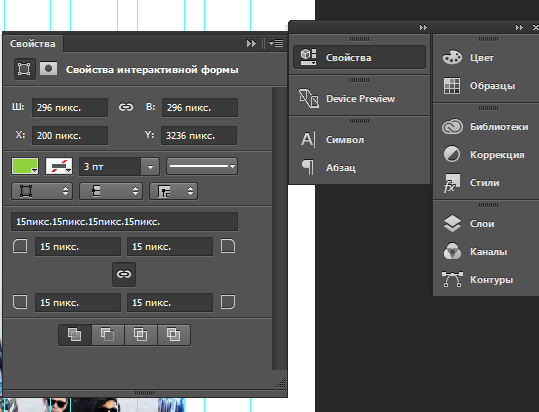 Свойства
Свойства интерактивной формы
Ш: 296 пикс. В: 296 пикс.
X: 200 пикс. Y: 3236 пикс.
3 пт
15пикс.15пикс.15пикс.15пикс.
15 пикс. 15 пикс.
15 пикс. 15 пикс.
Свойства
Device Preview
Символ
Абзац
Цвет
Образцы
Библиотеки
Коррекция
Стили
Слои
Каналы
Контуры